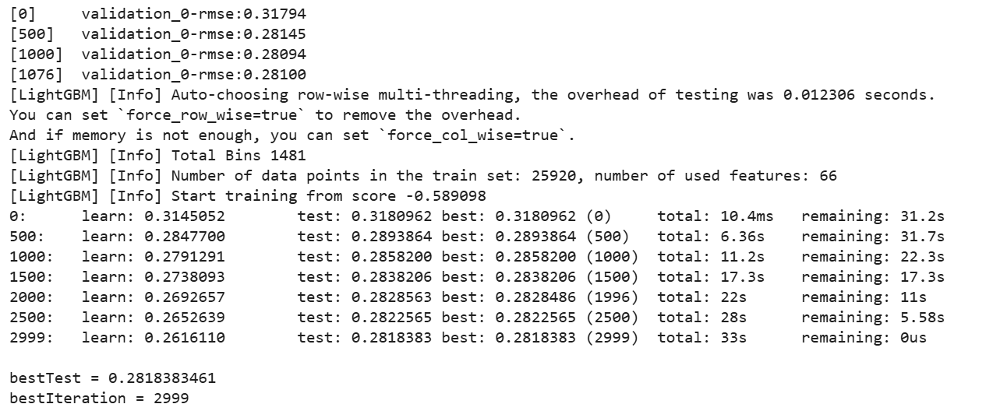 [0]	validation_0-rmse:0.31794
[500]	validation_0-rmse:0.28145
[1000]	validation_0-rmse:0.28094
[1076]	validation_0-rmse:0.28100
[LightGBM] [Info] Auto-choosing row-wise multi-threading, the overhead of testing was 0.012306 seconds.
You can set `force_row_wise=true` to remove the overhead.
And if memory is not enough, you can set `force_col_wise=true`.
[LightGBM] [Info] Total Bins 1481
[LightGBM] [Info] Number of data points in the train set: 25920, number of used features: 66
[LightGBM] [Info] Start training from score -0.589098
0:	learn: 0.3145052	test: 0.3180962	best: 0.3180962 (0)	total: 10.4ms	remaining: 31.2s
500:	learn: 0.2847700	test: 0.2893864	best: 0.2893864 (500)	total: 6.36s	remaining: 31.7s
1000:	learn: 0.2791291	test: 0.2858200	best: 0.2858200 (1000)	total: 11.2s	remaining: 22.3s
1500:	learn: 0.2738093	test: 0.2838206	best: 0.2838206 (1500)	total: 17.3s	remaining: 17.3s
2000:	learn: 0.2692657	test: 0.2828563	best: 0.2828486 (1996)	total: 22s	remaining: 11s
2500:	learn: 0.2652639	test: 0.2822565	best: 0.2822565 (2500)	total: 28s	remaining: 5.58s
2999:	learn: 0.2616110	test: 0.2818383	best: 0.2818383 (2999)	total: 33s	remaining: 0us
bestTest = 0.2818383461
bestIteration = 2999